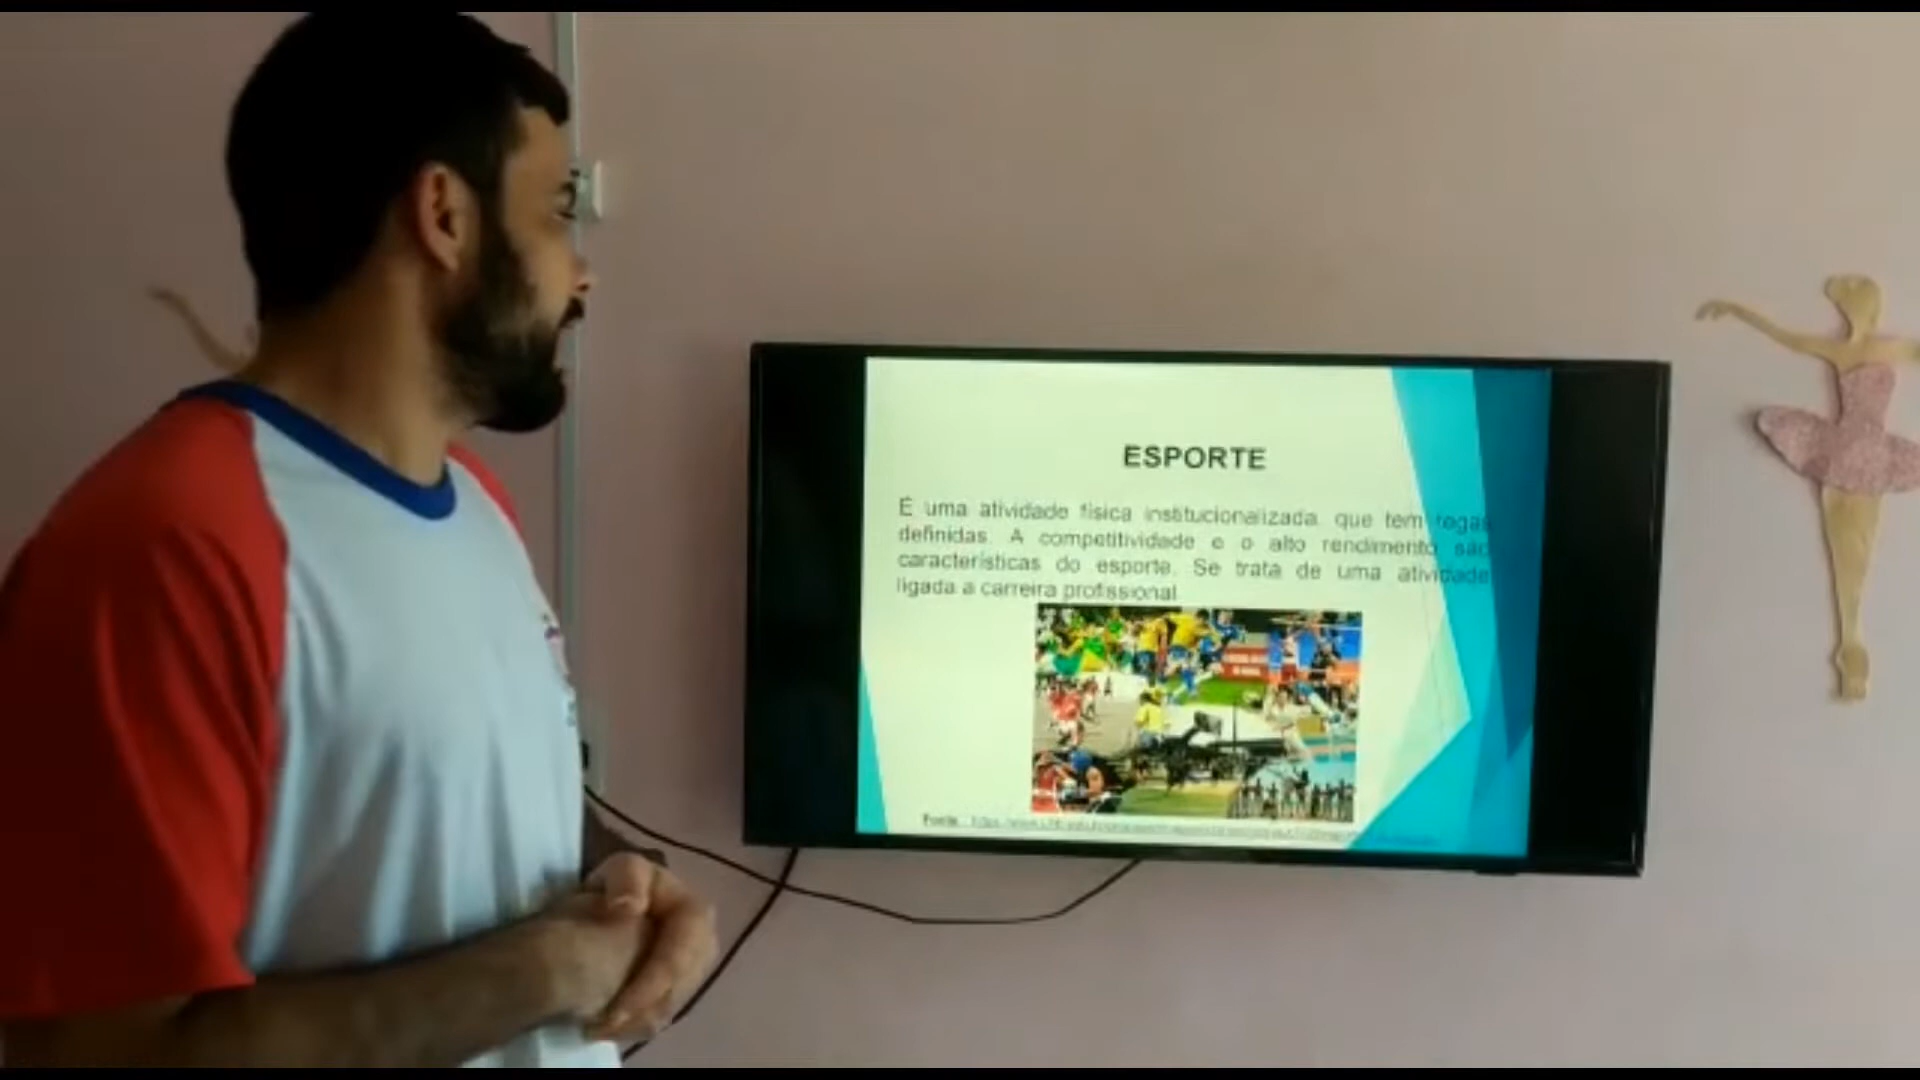 ESPORTE
É uma atividade física institucionalizada, que tem regas
definidas. A competitividade e o alto rendimento são
características do esporte. Se trata de uma atividade
ligada a carreira profissional.
Fonte: